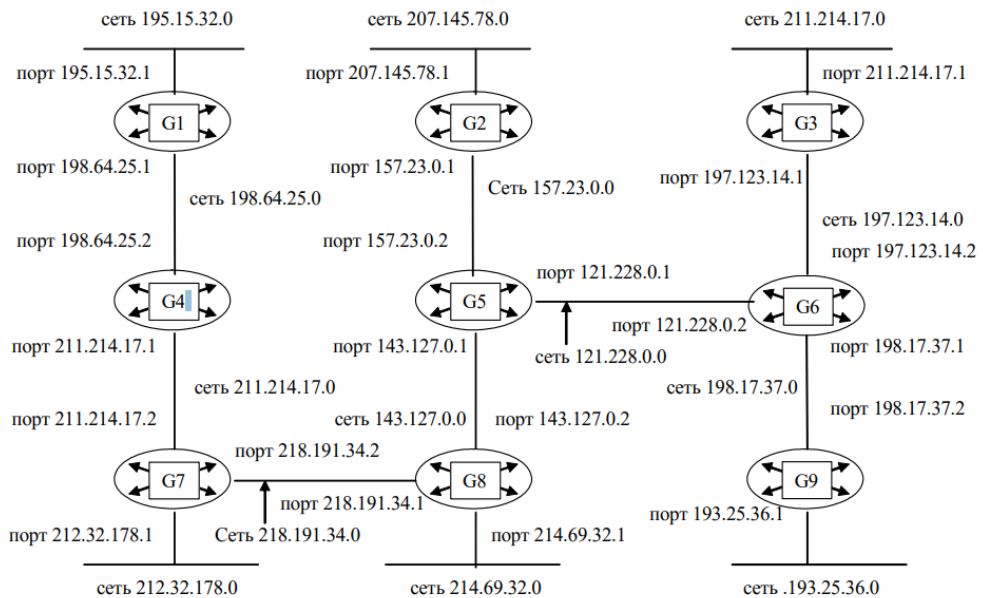 сеть 195.15.32.0
сеть 207.145.78.0
сеть 211.214.17.0
порт 195.15.32.1
порт 207.145.78.1
порт 211.214.17.1
G1
G2
G3
порт 198.64.25.1
порт 157.23.0.1
порт 197.123.14.1
сеть 198.64.25.0
Сеть 157.23.0.0
сеть 197.123.14.0
порт 198.64.25.2
порт 157.23.0.2
порт 197.123.14.2
порт 121.228.0.1
G4
G5
G6
порт 121.228.0.2
порт 211.214.17.1
порт 143.127.0.1
сеть 121.228.0.0
порт 198.17.37.1
сеть 211.214.17.0
сеть 198.17.37.0
порт 211.214.17.2
сеть 143.127.0.0
порт 143.127.0.2
порт 198.17.37.2
порт 218.191.34.2
G7
G8
G9
порт 218.191.34.1
порт 193.25.36.1
порт 212.32.178.1
Сеть 218.191.34.0
порт 214.69.32.1
сеть 212.32.178.0
сеть 214.69.32.0
сеть .193.25.36.0